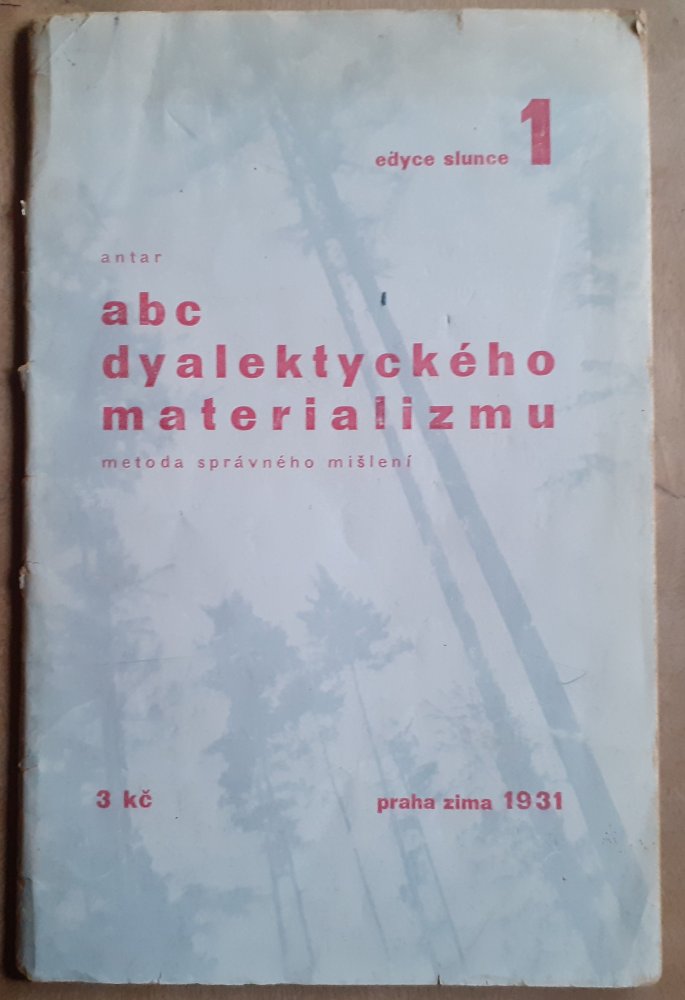 edyce slunce 1
antar
abc
dyalektyckého
materializmu
metoda správného mišlení
3 kč
praha zima 1931